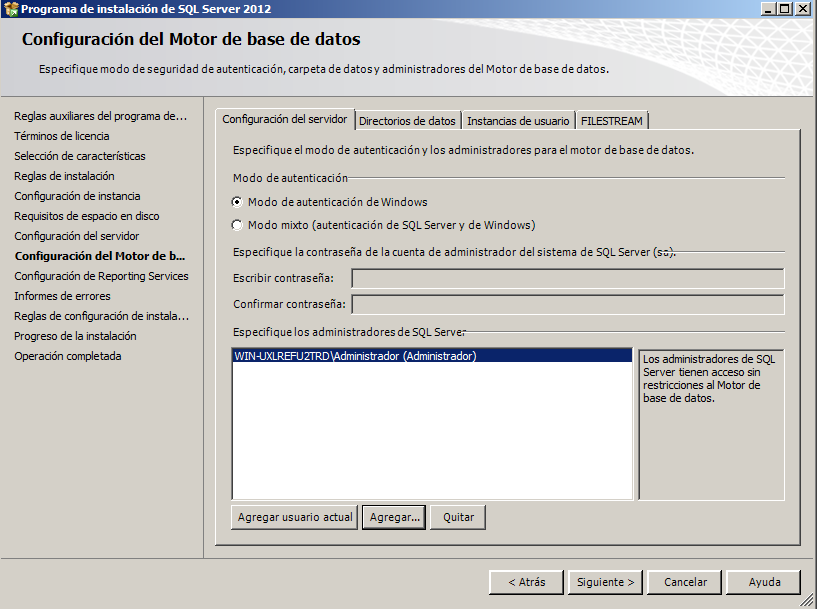 Programa de instalación de SQL Server 2012
Configuración del Motor de base de datos
Especifique modo de seguridad de autenticación, carpeta de datos y administradores del Motor de base de datos.
Reglas auxiliares del programa de...
Términos de licencia
Selección de características
Reglas de instalación
Configuración de instancia
Requisitos de espacio en disco
Configuración del servidor
Configuración del Motor de b...
Configuración de Reporting Services
Informes de errores
Reglas de configuración de instala...
Progreso de la instalación
Operación completada
Configuración del servidor
Directorios de datos
Instancias de usuario
FILESTREAM
Especifique el modo de autenticación y los administradores para el motor de base de datos.
Modo de autenticación
Modo de autenticación de Windows
Modo mixto (autenticación de SQL Server y de Windows)
Especifique la contraseña de la cuenta de administrador del sistema de SQL Server (sa).
Escribir contraseña:
Confirmar contraseña:
Especifique los administradores de SQL Server
WIN-UXLREFU2TRD\Administrador (Administrador)
Los administradores de SQL
Server tienen acceso sin
restricciones al Motor de
base de datos.
Agregar usuario actual
Agregar...
Quitar
< Atrás
Siguiente >
Cancelar
Ayuda